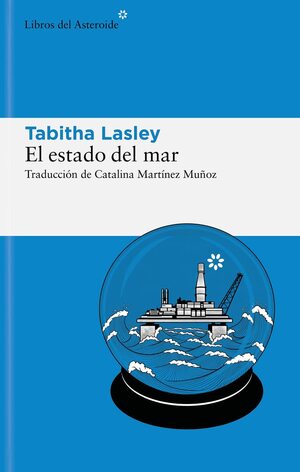 Libros del Asteroide
Tabitha Lasley
El estado del mar
Traducción de Catalina Martínez Muñoz